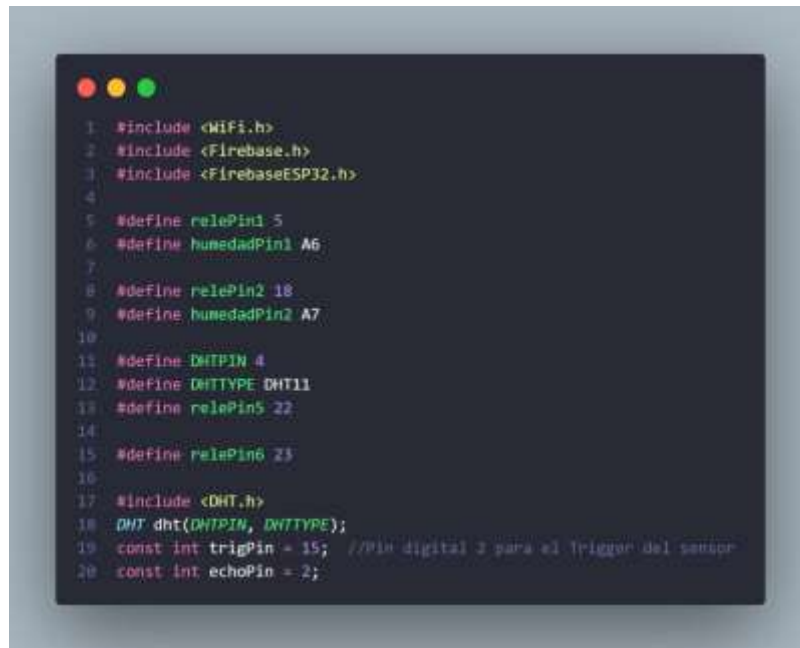 1 #include <WiFi.h>
2 #include <Firebase.h>
3 #include <FirebaseESP32.h>
4
5 #define relePin1 5
6 #define humedadPin1 A6
7
8 #define relePin2 18
9 #define humedadPin2 A7
10
11 #define DHTPIN 4
12 #define DHTTYPE DHT11
13 #define relePin5 22
14
15 #define relePin6 23
16
17 #include <DHT.h>
18 DHT dht(DHTPIN, DHTTYPE);
19 const int trigPin = 15; //Pin digital 2 para el Trigger del sensor
20 const int echoPin = 2;